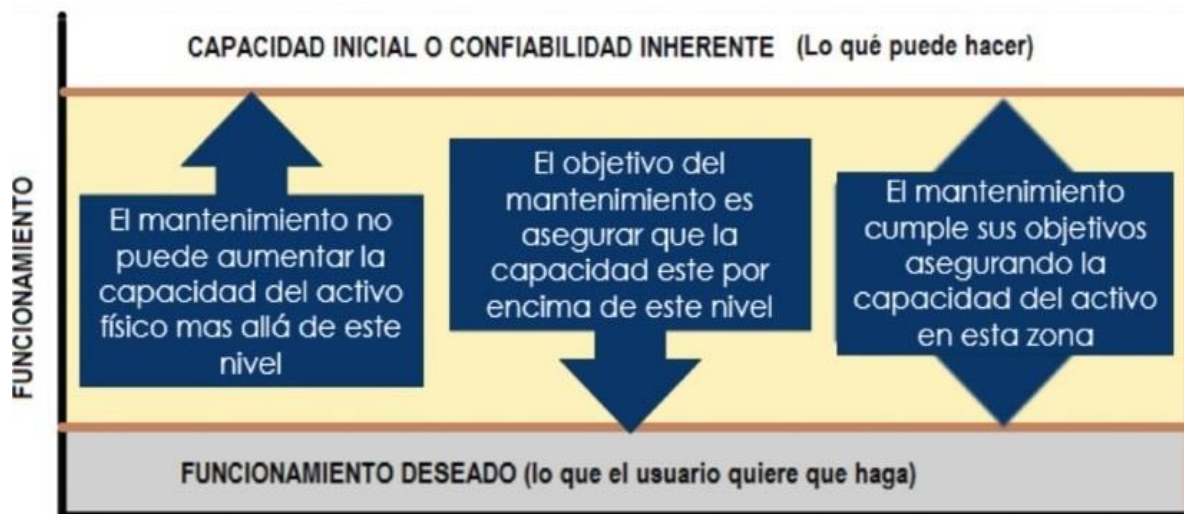 CAPACIDAD INICIAL O CONFIABILIDAD INHERENTE (Lo qué puede hacer)
FUNCIONAMIENTO
El mantenimiento no
puede aumentar la
capacidad del activo
físico mas allá de este
nivel
El objetivo del
mantenimiento es
asegurar que la
capacidad este por
encima de este nivel
El mantenimiento
cumple sus objetivos
asegurando la
capacidad del activo
en esta zona
FUNCIONAMIENTO DESEADO (lo que el usuario quiere que haga)